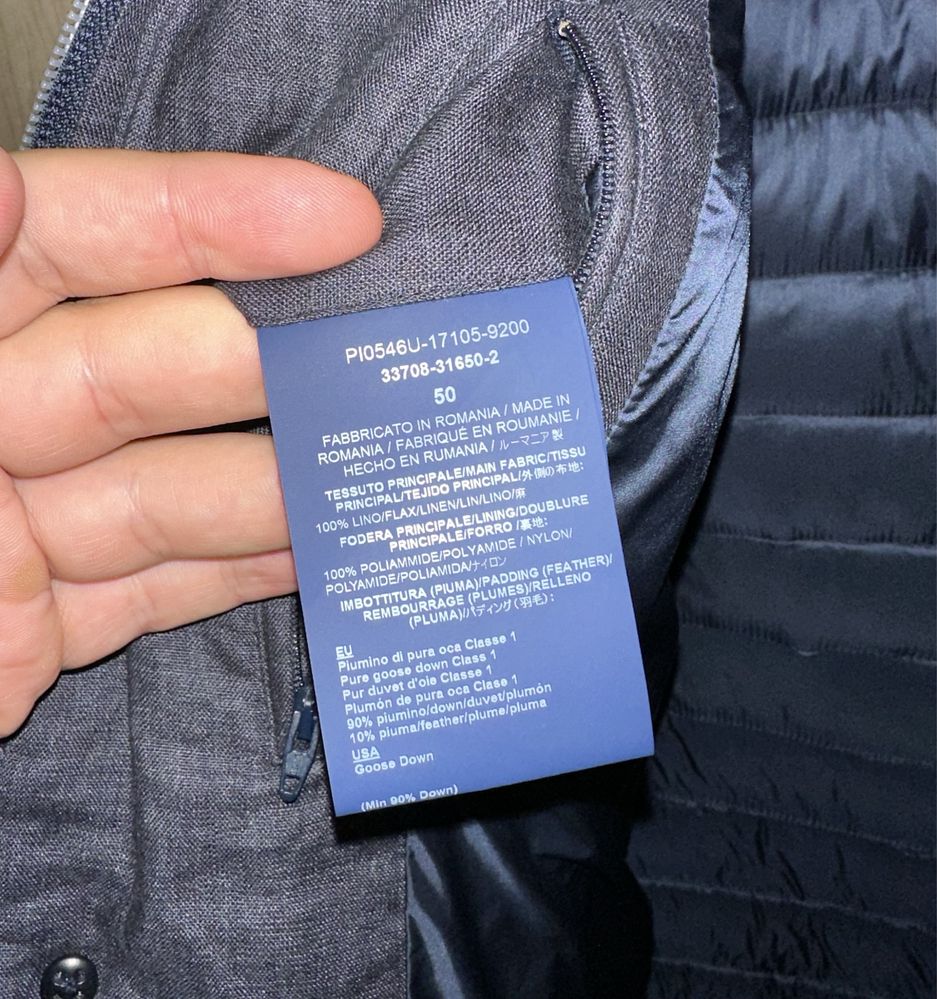 PI0546U-17105-9200
33708-31650-2
50
FABBRICATO IN ROMANIA / MADE IN
ROMANIA / FABRIQUÉ EN ROUMANIE /
HECHO EN RUMANIA / ルーマニア製
TESSUTO PRINCIPALE/MAIN FABRIC/TISSU
PRINCIPAL/TEJIDO PRINCIPAL/外側の布地:
100% LINO/FLAX/LINEN/LIN/LINO/麻
FODERA PRINCIPALE/LINING/DOUBLURE
PRINCIPALE/FORRO /裏地:
100% POLIAMMIDE/POLYAMIDE / NYLON/
POLYAMIDE/POLIAMIDA/ナイロン
IMBOTTITURA (PIUMA)/PADDING (FEATHER)/
REMBOURRAGE (PLUMES)/RELLENO
(PLUMA)/パディング(羽毛):
EU
Piumino di pura oca Classe 1
Pure goose down Class 1
Pur duvet d'oie Classe 1
Plumón de pura oca Clase 1
90% piumino/down/duvet/plumón
10% piuma/feather/plume/pluma
USA
Goose Down
(Min 90% Down)